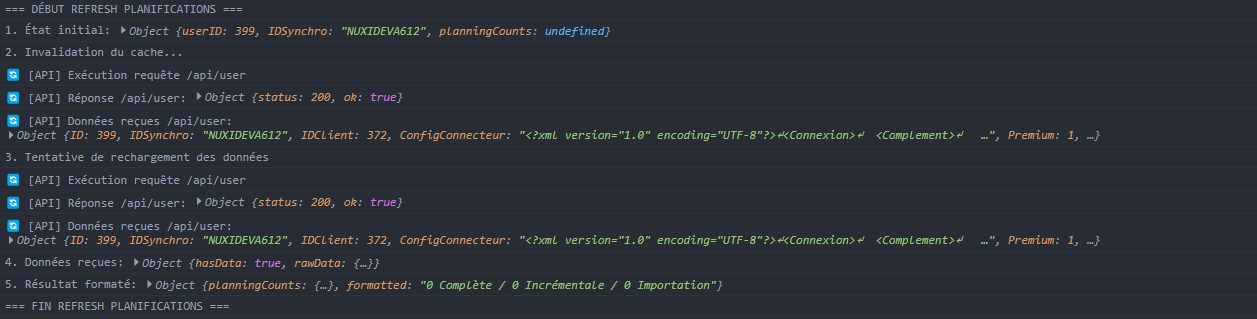 === DÉBUT REFRESH PLANIFICATIONS ===
1. État initial: Object {userID: 399, IDSynchro: "NUXIDEVA612", planningCounts: undefined}
2. Invalidation du cache...
[API] Exécution requête /api/user
[API] Réponse /api/user: Object {status: 200, ok: true}
[API] Données reçues /api/user:
Object {ID: 399, IDSynchro: "NUXIDEVA612", IDClient: 372, ConfigConnecteur: "<?xml version="1.0" encoding="UTF-8"?>↵<Connexion>↵  <Complement>↵   …", Premium: 1, …}
3. Tentative de rechargement des données
[API] Exécution requête /api/user
[API] Réponse /api/user: Object {status: 200, ok: true}
[API] Données reçues /api/user:
Object {ID: 399, IDSynchro: "NUXIDEVA612", IDClient: 372, ConfigConnecteur: "<?xml version="1.0" encoding="UTF-8"?>↵<Connexion>↵  <Complement>↵   …", Premium: 1, …}
4. Données reçues: Object {hasData: true, rawData: {…}}
5. Résultat formaté: Object {planningCounts: {…}, formatted: "0 Complète / 0 Incrémentale / 0 Importation"}
=== FIN REFRESH PLANIFICATIONS ===